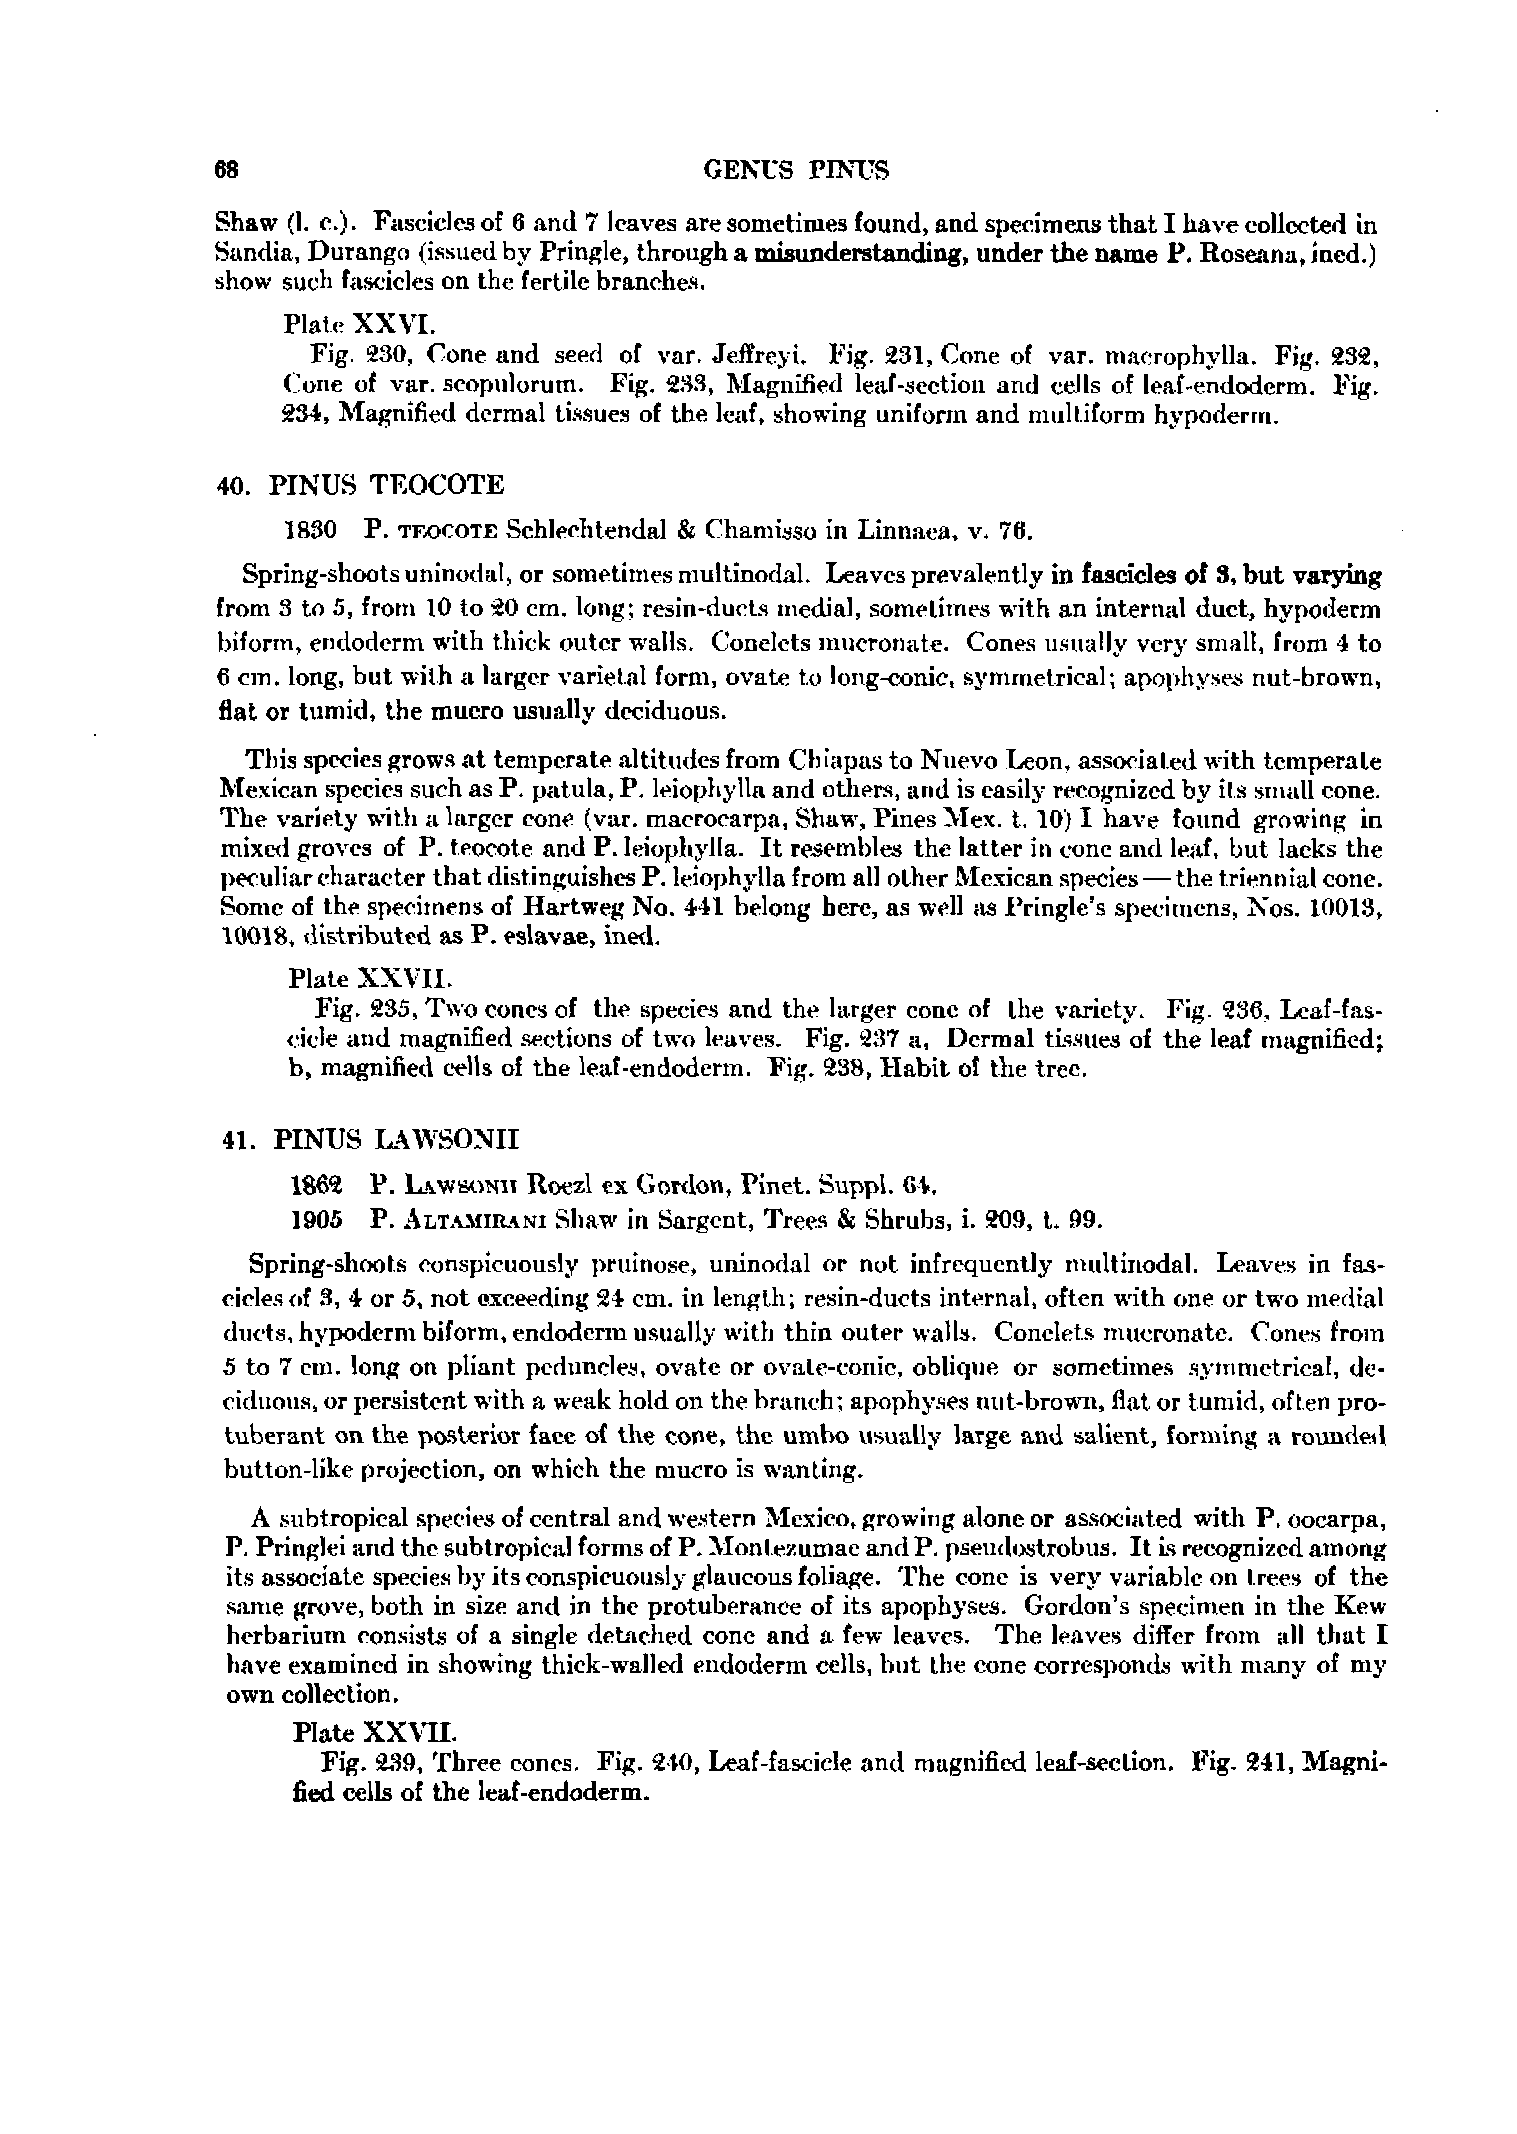 68 GENUS PINUS
Shaw (l. c.). Fascicles of 6 and 7 leaves are sometimes found, and specimens that I have collected in
Sandia, Durango (issued by Pringle, through a misunderstanding, under the name P. Roseana, ined.)
show such fascicles on the fertile branches.
Plate XXVI.
Fig. 230, Cone and seed of var. Jeffreyi. Fig. 231, Cone of var. macrophylla. Fig. 232,
Cone of var. scopulorum. Fig. 233, Magnified leaf-section and cells of leaf-endoderm. Fig.
234, Magnified dermal tissues of the leaf, showing uniform and multiform hypoderm.
40. PINUS TEOCOTE
1830 P. TEOCOTE Schlechtendal & Chamisso in Linnaea, v. 76.
Spring-shoots uninodal, or sometimes multinodal. Leaves prevalently in fascicles of 3, but varying
from 3 to 5, from 10 to 20 cm. long; resin-ducts medial, sometimes with an internal duct, hypoderm
biform, endoderm with thick outer walls. Conelets mucronate. Cones usually very small, from 4 to
6 cm. long, but with a larger varietal form, ovate to long-conic, symmetrical; apophyses nut-brown,
flat or tumid, the mucro usually deciduous.
This species grows at temperate altitudes from Chiapas to Nuevo Leon, associated with temperate
Mexican species such as P. patula, P. leiophylla and others, and is easily recognized by its small cone.
The variety with a larger cone (var. macrocarpa, Shaw, Pines Mex. t. 10) I have found growing in
mixed groves of P. teocote and P. leiophylla. It resembles the latter in cone and leaf, but lacks the
peculiar character that distinguishes P. leiophylla from all other Mexican species — the triennial cone.
Some of the specimens of Hartweg No. 441 belong here, as well as Pringle's specimens, Nos. 10013,
10018, distributed as P. eslavae, ined.
Plate XXVII.
Fig. 235, Two cones of the species and the larger cone of the variety. Fig. 236, Leaf-fas-
cicle and magnified sections of two leaves. Fig. 237 a, Dermal tissues of the leaf magnified;
b, magnified cells of the leaf-endoderm. Fig. 238, Habit of the tree.
41. PINUS LAWSONII
1862 P. LAWSONII Roezl ex Gordon, Pinet. Suppl. 64.
1905 P. ALTAMIRANI Shaw in Sargent, Trees & Shrubs, i. 209, t. 99.
Spring-shoots conspicuously pruinose, uninodal or not infrequently multinodal. Leaves in fas-
cicles of 3, 4 or 5, not exceeding 24 cm. in length; resin-ducts internal, often with one or two medial
ducts, hypoderm biform, endoderm usually with thin outer walls. Conelets mucronate. Cones from
5 to 7 cm. long on pliant peduncles, ovate or ovate-conic, oblique or sometimes symmetrical, de-
ciduous, or persistent with a weak hold on the branch; apophyses nut-brown, flat or tumid, often pro-
tuberant on the posterior face of the cone, the umbo usually large and salient, forming a rounded
button-like projection, on which the mucro is wanting.
A subtropical species of central and western Mexico, growing alone or associated with P. oocarpa,
P. Pringlei and the subtropical forms of P. Montezumae and P. pseudostrobus. It is recognized among
its associate species by its conspicuously glaucous foliage. The cone is very variable on trees of the
same grove, both in size and in the protuberance of its apophyses. Gordon's specimen in the Kew
herbarium consists of a single detached cone and a few leaves. The leaves differ from all that I
have examined in showing thick-walled endoderm cells, but the cone corresponds with many of my
own collection.
Plate XXVII.
Fig. 239, Three cones. Fig. 240, Leaf-fascicle and magnified leaf-section. Fig. 241, Magni-
fied cells of the leaf-endoderm.